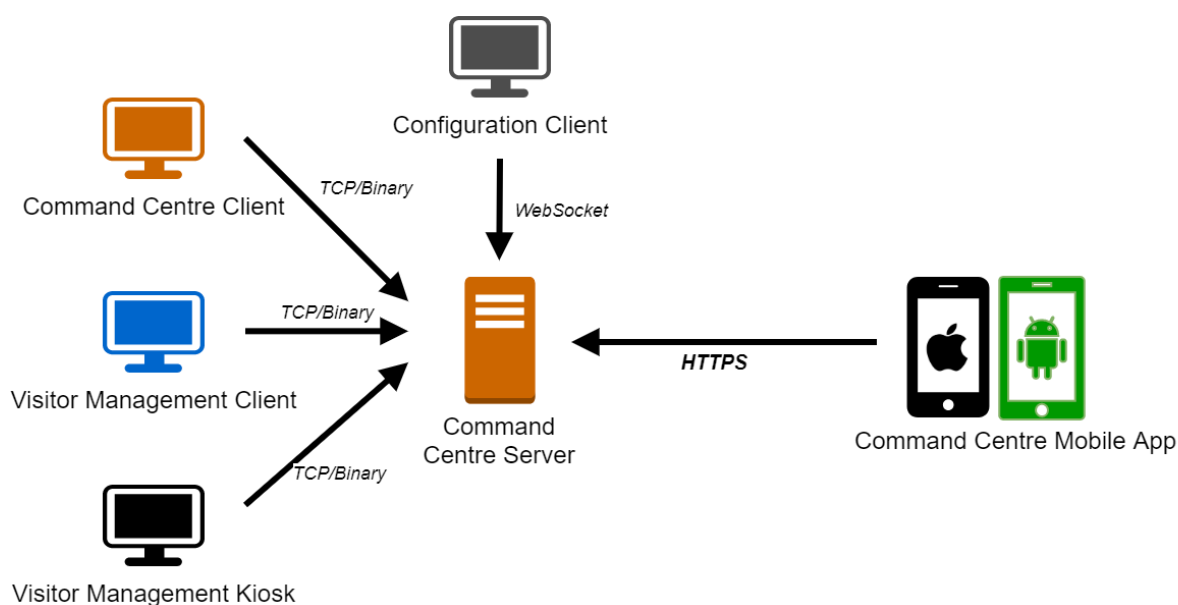 Configuration Client
TCP/Binary
Command Centre Client
WebSocket
TCP/Binary
HTTPS
Visitor Management Client
Command
Centre Server
Command Centre Mobile App
TCP/Binary
Visitor Management Kiosk